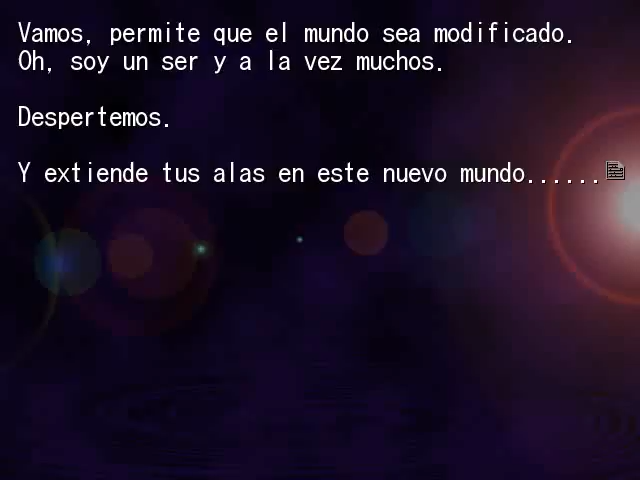 Vamos, permite que el mundo sea modificado.
Oh, soy un ser y a la vez muchos.
Despertemos.
Y extiende tus alas en este nuevo mundo......